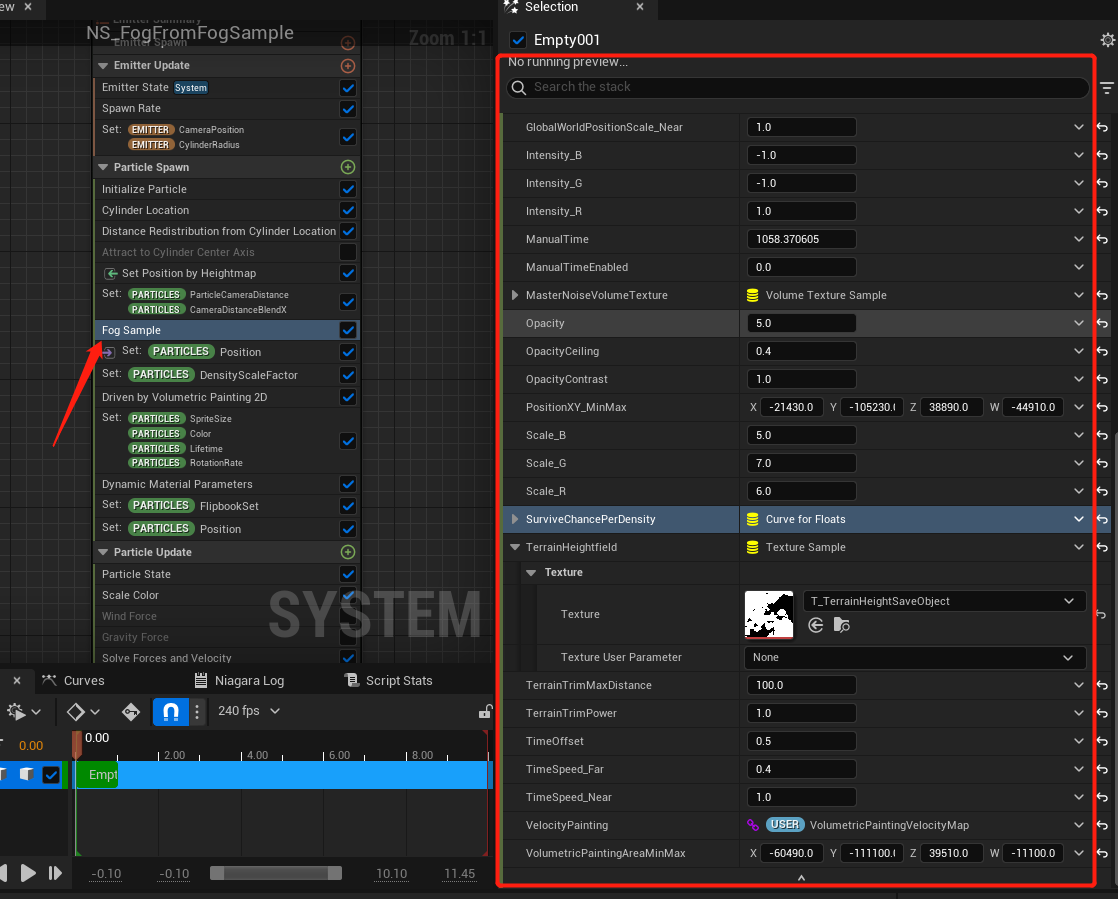 ew ×
NS_FogFromFogSample
Zoom 1:1
Emitter Summary
Emitter Spawn
Emitter Update
Emitter State System
Spawn Rate
Set: EMITTER CameraPosition
EMITTER CylinderRadius
Particle Spawn
Initialize Particle
Cylinder Location
Distance Redistribution from Cylinder Location
Attract to Cylinder Center Axis
Set Position by Heightmap
Set: PARTICLES ParticleCameraDistance
PARTICLES CameraDistanceBlendX
Fog Sample
Set: PARTICLES Position
Set: PARTICLES DensityScaleFactor
Driven by Volumetric Painting 2D
Set: PARTICLES SpriteSize
PARTICLES Color
PARTICLES Lifetime
PARTICLES RotationRate
Dynamic Material Parameters
Set: PARTICLES FlipbookSet
Set: PARTICLES Position
Particle Update
Particle State
Scale Color
Wind Force
Gravity Force
Solve Forces and Velocity
SYSTEM
× Curves Niagara Log Script Stats
240 fps
0.00 0.00
2.00 4.00 6.00 8.00
Empt
-0.10 -0.10 10.10 11.45
Selection ×
Empty001
No running preview...
Search the stack
GlobalWorldPositionScale_Near 1.0
Intensity_B -1.0
Intensity_G -1.0
Intensity_R 1.0
ManualTime 1058.370605
ManualTimeEnabled 0.0
MasterNoiseVolumeTexture Volume Texture Sample
Opacity 5.0
OpacityCeiling 0.4
OpacityContrast 1.0
PositionXY_MinMax X -21430.0 Y -105230.( Z 38890.0 W -44910.0
Scale_B 5.0
Scale_G 7.0
Scale_R 6.0
SurviveChancePerDensity Curve for Floats
TerrainHeightfield Texture Sample
Texture
Texture T_TerrainHeightSaveObject
Texture User Parameter None
TerrainTrimMaxDistance 100.0
TerrainTrimPower 1.0
TimeOffset 0.5
TimeSpeed_Far 0.4
TimeSpeed_Near 1.0
VelocityPainting USER VolumetricPaintingVelocityMap
VolumetricPaintingAreaMinMax X -60490.0 Y -111100.( Z 39510.0 W -11100.0